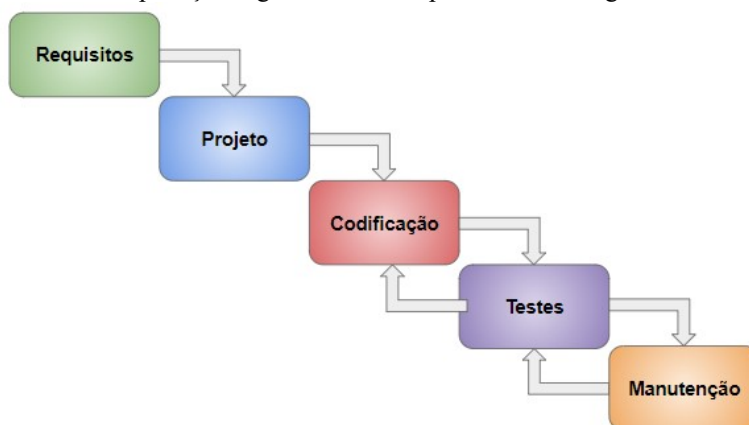 Requisitos
Projeto
Codificação
Testes
Manutenção